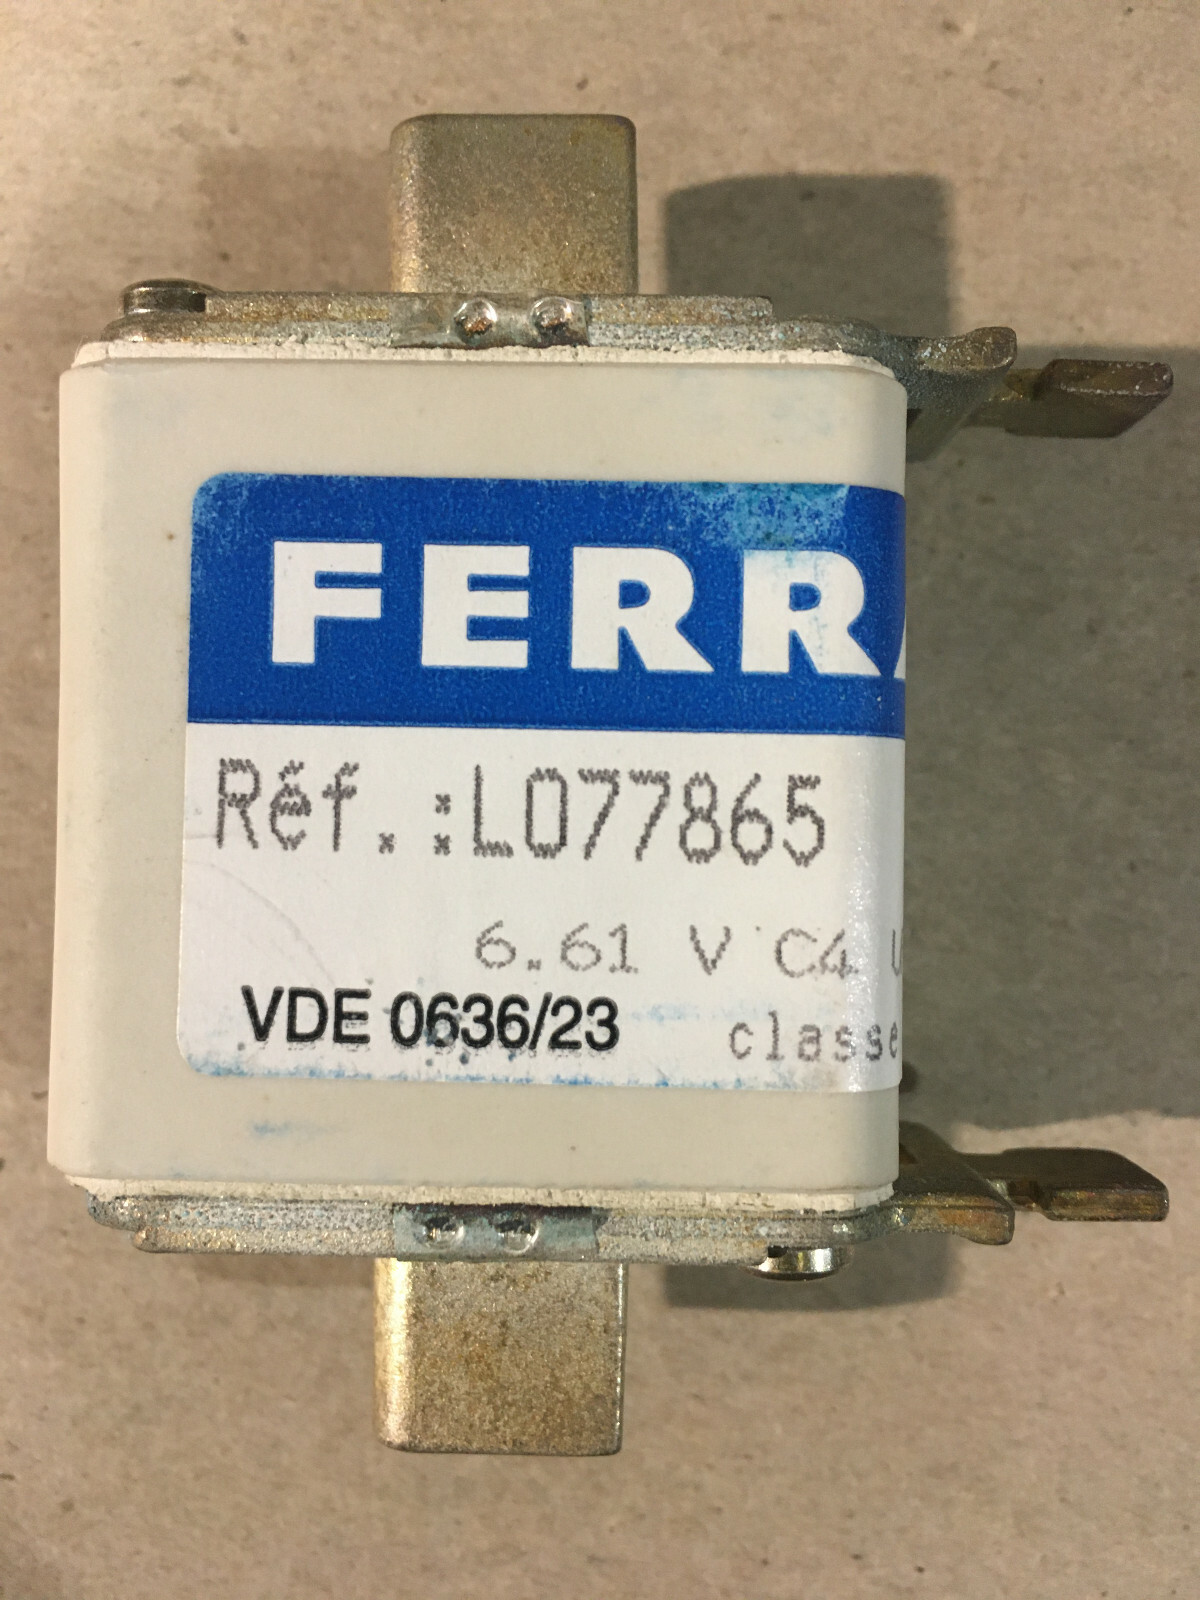 FERR
Réf. :L077865
6.61 V C4
VDE 0636/23
classe